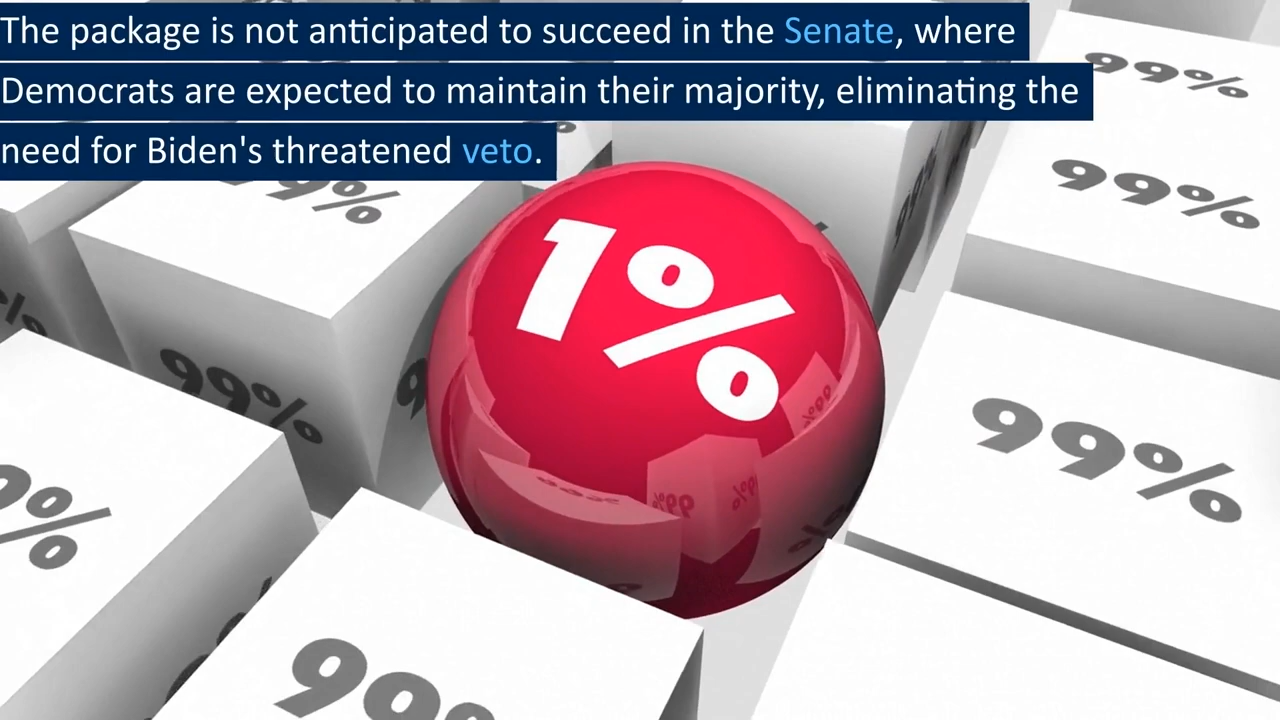 The package is not anticipated to succeed in the Senate, where
Democrats are expected to maintain their majority, eliminating the
need for Biden's threatened veto.
99%
99%
99%
1%
99%
99%
99%